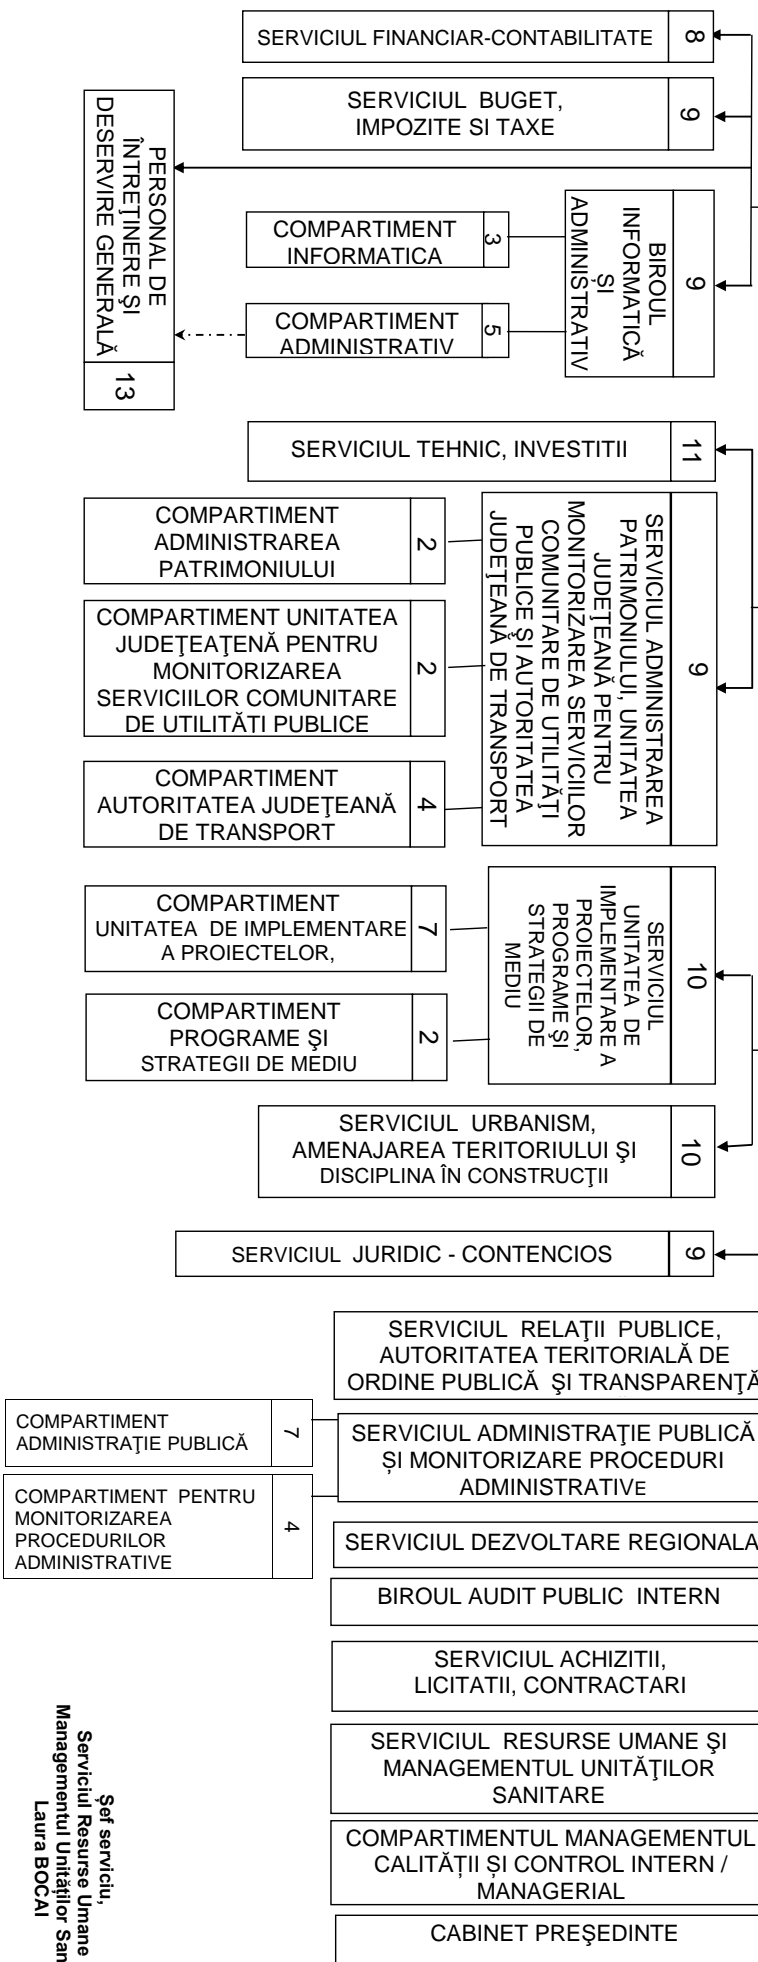 SERVICIUL FINANCIAR-CONTABILITATE
8
SERVICIUL BUGET,
IMPOZITE SI TAXE
9
PERSONAL DE
ÎNTREŢINERE ŞI
DESERVIRE GENERALĂ
13
BIROUL
INFORMATICĂ
ŞI
ADMINISTRATIV
9
COMPARTIMENT
INFORMATICA
3
COMPARTIMENT
ADMINISTRATIV
5
SERVICIUL TEHNIC, INVESTITII
11
SERVICIUL ADMINISTRAREA
PATRIMONIULUI, UNITATEA
JUDEŢEANĂ PENTRU
MONITORIZAREA SERVICIILOR
COMUNITARE DE UTILITĂŢI
PUBLICE ŞI AUTORITATEA
JUDEŢEANĂ DE TRANSPORT
9
COMPARTIMENT
ADMINISTRAREA
PATRIMONIULUI
2
COMPARTIMENT UNITATEA
JUDEŢEAŢENĂ PENTRU
MONITORIZAREA
SERVICIILOR COMUNITARE
DE UTILITĂTI PUBLICE
2
COMPARTIMENT
AUTORITATEA JUDEŢEANĂ
DE TRANSPORT
4
SERVICIUL
UNITATEA DE
IMPLEMENTARE A
PROIECTELOR,
PROGRAME ŞI
STRATEGII DE
MEDIU
10
COMPARTIMENT
UNITATEA DE IMPLEMENTARE
A PROIECTELOR,
7
COMPARTIMENT
PROGRAME ŞI
STRATEGII DE MEDIU
2
SERVICIUL URBANISM,
AMENAJAREA TERITORIULUI ŞI
DISCIPLINA ÎN CONSTRUCŢII
10
SERVICIUL JURIDIC - CONTENCIOS
9
SERVICIUL RELAŢII PUBLICE,
AUTORITATEA TERITORIALĂ DE
ORDINE PUBLICĂ ŞI TRANSPARENŢĂ
SERVICIUL ADMINISTRAŢIE PUBLICĂ
ȘI MONITORIZARE PROCEDURI
ADMINISTRATIVE
COMPARTIMENT
ADMINISTRAŢIE PUBLICĂ
7
COMPARTIMENT PENTRU
MONITORIZAREA
PROCEDURILOR
ADMINISTRATIVE
4
SERVICIUL DEZVOLTARE REGIONALA
BIROUL AUDIT PUBLIC INTERN
SERVICIUL ACHIZITII,
LICITATII, CONTRACTARI
SERVICIUL RESURSE UMANE ŞI
MANAGEMENTUL UNITĂŢILOR
SANITARE
COMPARTIMENTUL MANAGEMENTUL
CALITĂȚII ȘI CONTROL INTERN /
MANAGERIAL
CABINET PREŞEDINTE
Şef serviciu,
Serviciul Resurse Umane
Managementul Unităţilor San
Laura BOCAI